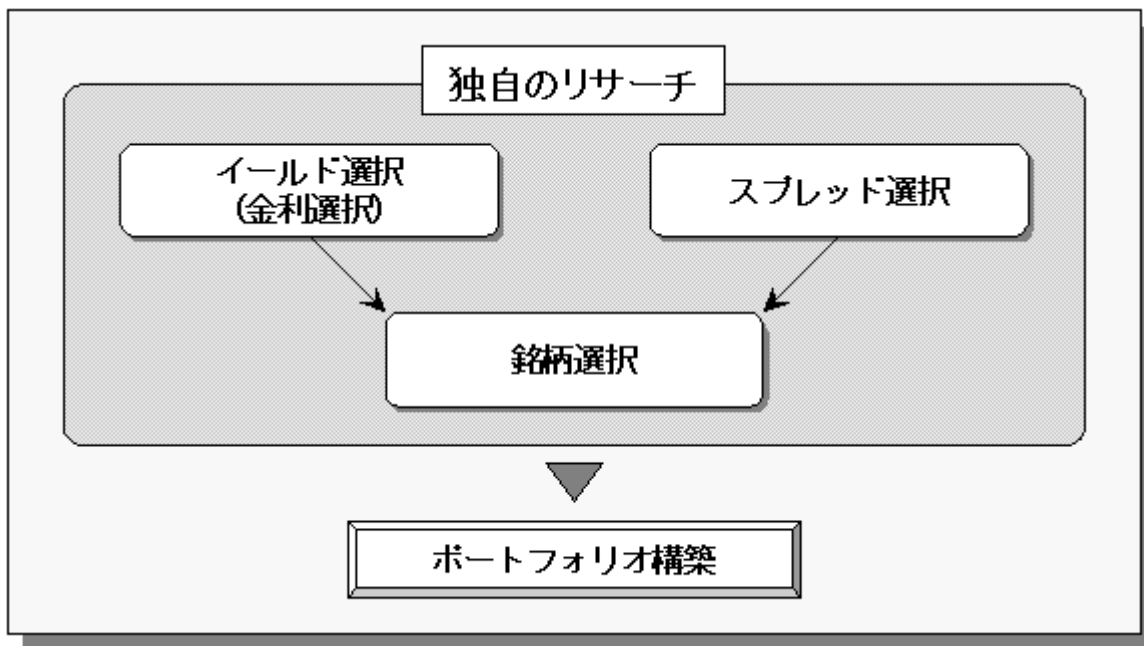 独自のリサーチ
イールド選択
(金利選択)
スプレッド選択
銘柄選択
ポートフォリオ構築